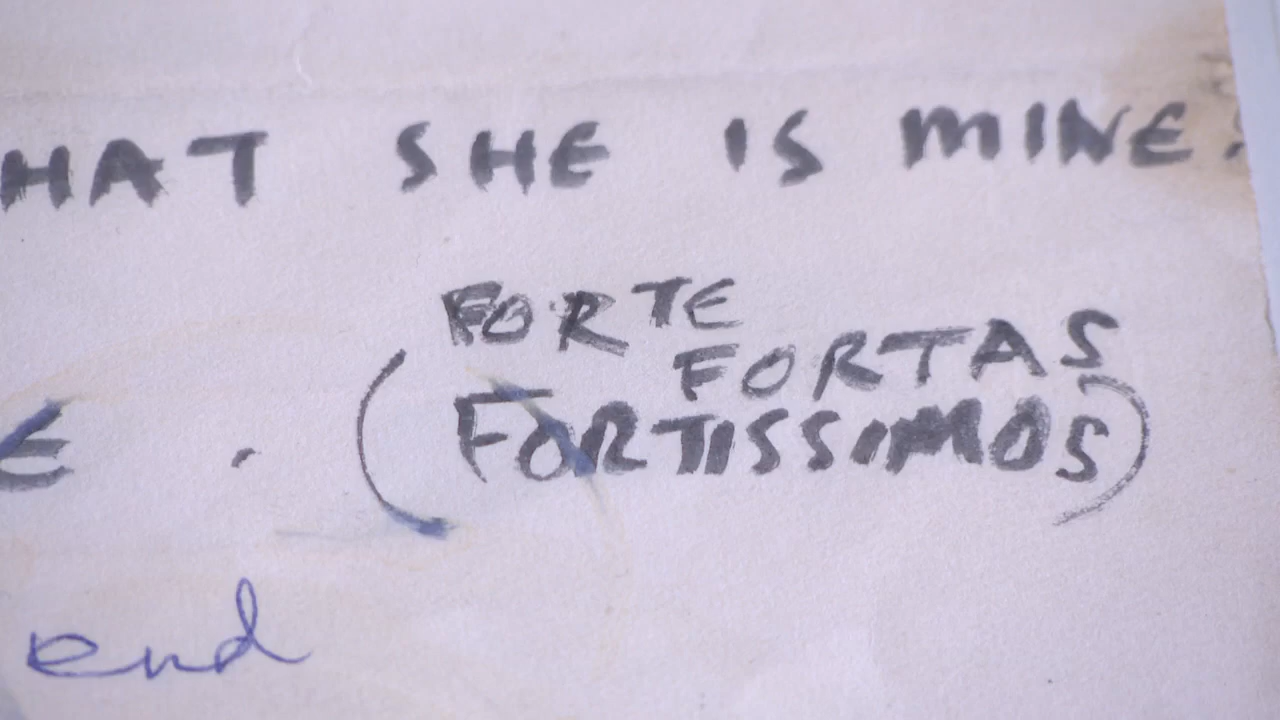 HAT SHE IS MINE.
FORTE
FORTAS
E . (FORTISSIMOS)
end